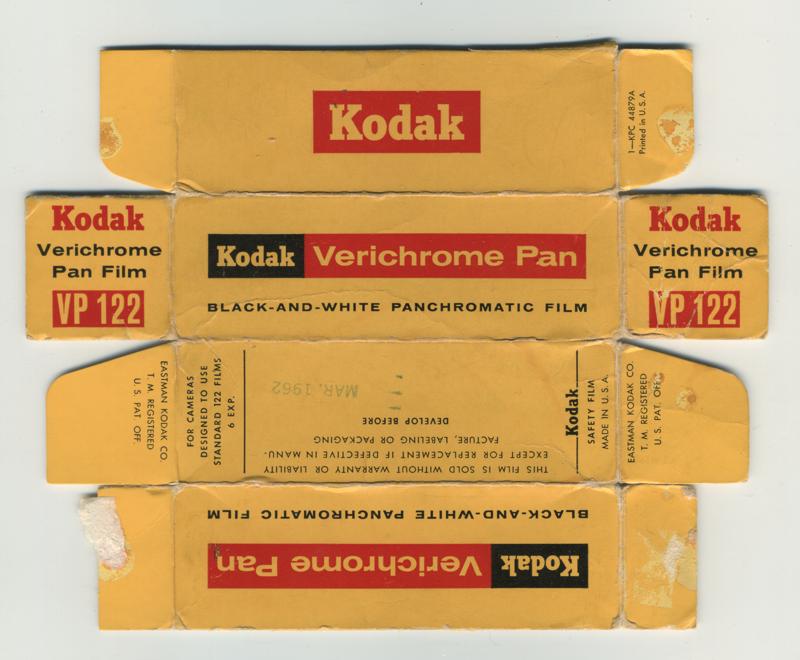 Kodak
1—KPC 44879A
Printed in U.S.A.
Kodak
Verichrome
Pan Film
VP 122
Kodak Verichrome Pan
BLACK-AND-WHITE PANCHROMATIC FILM
Kodak
Verichrome
Pan Film
VP 122
EASTMAN KODAK CO.
T. M. REGISTERED
U. S. PAT. OFF.
FOR CAMERAS
DESIGNED TO USE
STANDARD 122 FILMS
6 EXP.
THIS FILM IS SOLD WITHOUT WARRANTY OR LIABILITY
EXCEPT FOR REPLACEMENT IF DEFECTIVE IN MANU-
FACTURE, LABELING OR PACKAGING
DEVELOP BEFORE
MAR. 1962
Kodak
SAFETY FILM
MADE IN U.S.A.
EASTMAN KODAK CO.
T. M. REGISTERED
U. S. PAT. OFF.
Kodak Verichrome Pan
BLACK-AND-WHITE PANCHROMATIC FILM